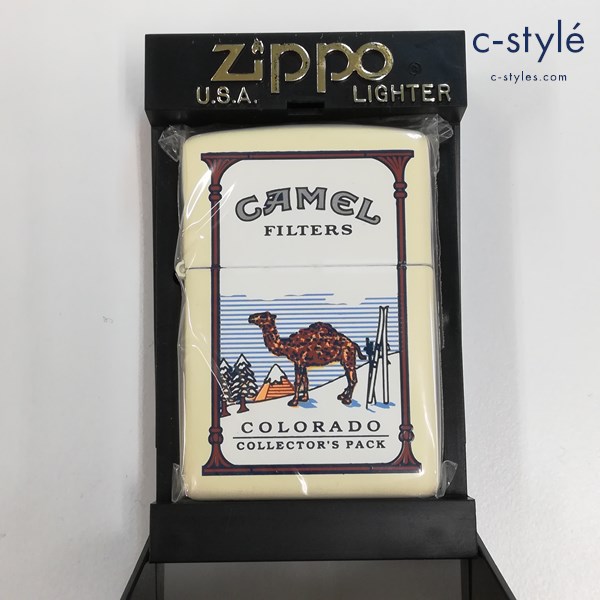 c-stylé
c-styles.com
Zippo
U.S.A. LIGHTER
CAMEL
FILTERS
COLORADO
COLLECTOR'S PACK